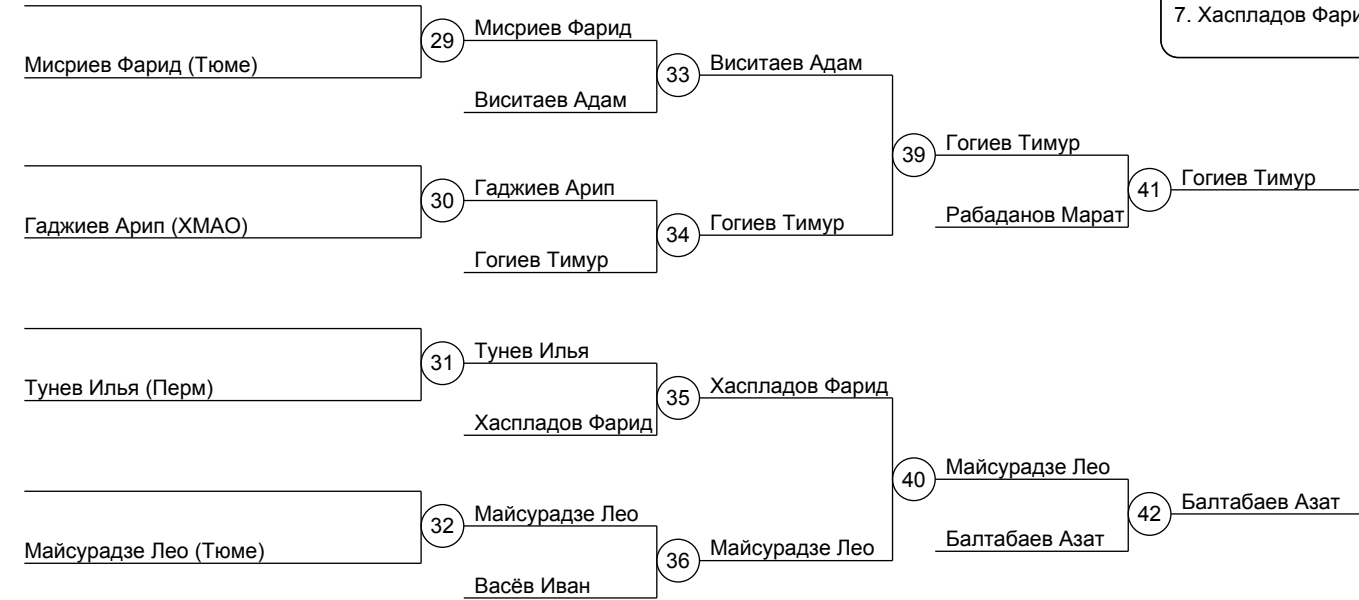 7. Хаспладов Фари
29
Мисриев Фарид
Мисриев Фарид (Тюме)
33
Виситаев Адам
Виситаев Адам
39
Гогиев Тимур
30
Гаджиев Арип
41
Гогиев Тимур
Гаджиев Арип (ХМАО)
34
Гогиев Тимур
Рабаданов Марат
Гогиев Тимур
31
Тунев Илья
Тунев Илья (Перм)
35
Хаспладов Фарид
Хаспладов Фарид
40
Майсурадзе Лео
32
Майсурадзе Лео
42
Балтабаев Азат
Майсурадзе Лео (Тюме)
36
Майсурадзе Лео
Балтабаев Азат
Васёв Иван